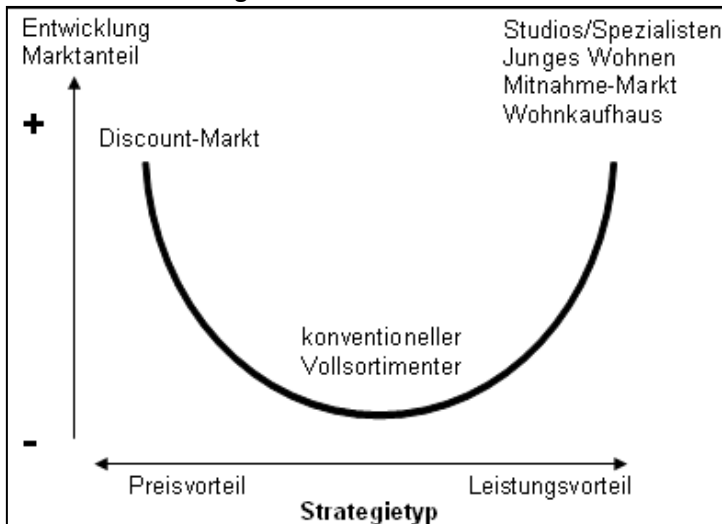 Entwicklung
Marktanteil
Studios/Spezialisten
Junges Wohnen
Mitnahme-Markt
Wohnkaufhaus
+
Discount-Markt
konventioneller
Vollsortimenter
-
Preisvorteil
Leistungsvorteil
Strategietyp